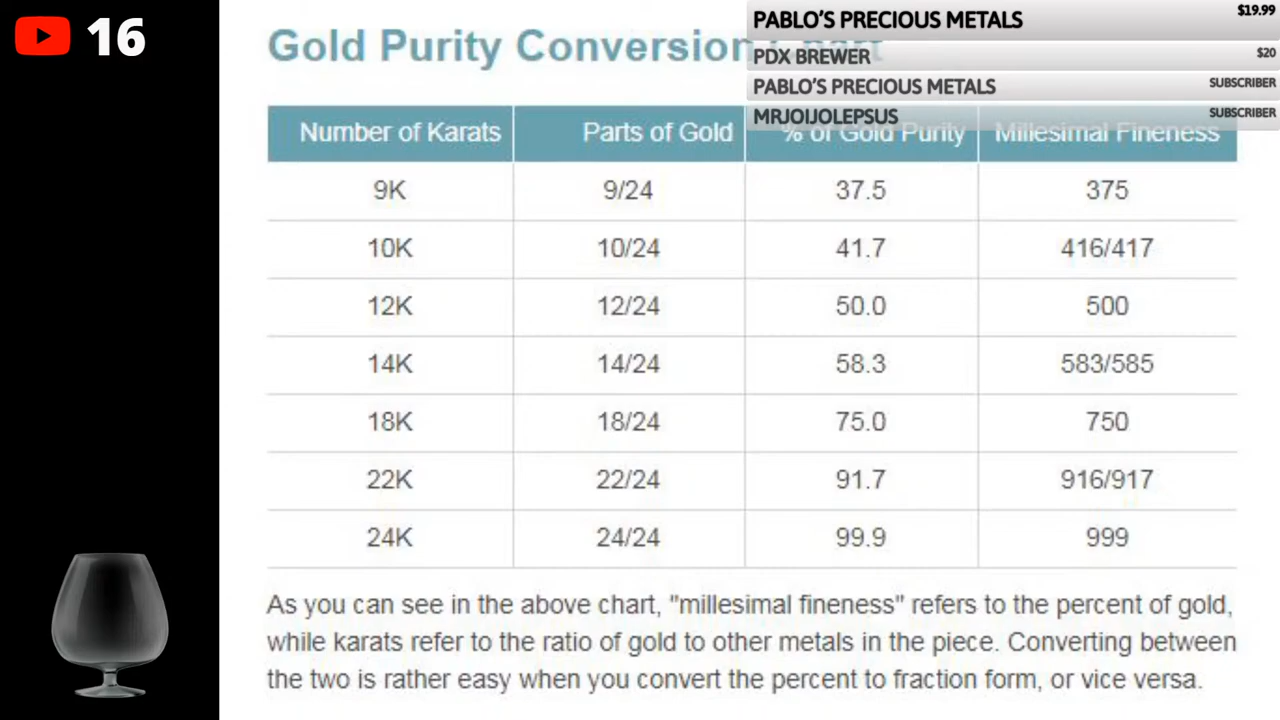 16
PABLO'S PRECIOUS METALS $19.99
PDX BREWER $20
PABLO'S PRECIOUS METALS SUBSCRIBER
MRJOIJOLEPSUS SUBSCRIBER
Gold Purity Conversion Chart
Number of Karats Parts of Gold % of Gold Purity Millesimal Fineness
9K 9/24 37.5 375
10K 10/24 41.7 416/417
12K 12/24 50.0 500
14K 14/24 58.3 583/585
18K 18/24 75.0 750
22K 22/24 91.7 916/917
24K 24/24 99.9 999
As you can see in the above chart, "millesimal fineness" refers to the percent of gold,
while karats refer to the ratio of gold to other metals in the piece. Converting between
the two is rather easy when you convert the percent to fraction form, or vice versa.